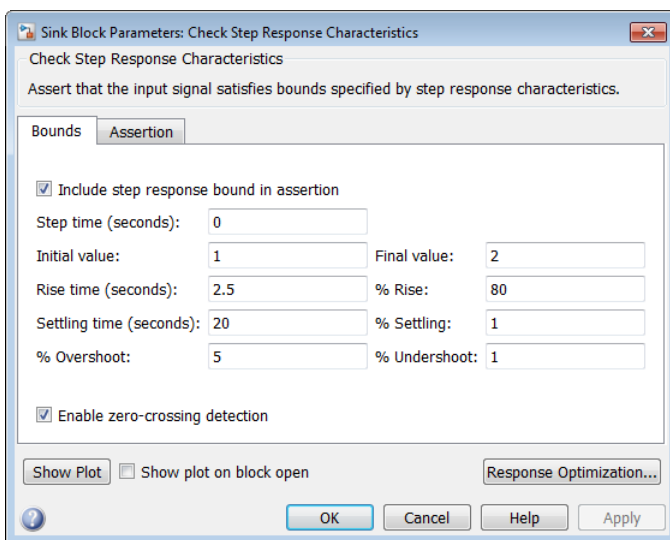 Sink Block Parameters: Check Step Response Characteristics
Check Step Response Characteristics
Assert that the input signal satisfies bounds specified by step response characteristics.
Bounds Assertion
Include step response bound in assertion
Step time (seconds): 0
Initial value: 1 Final value: 2
Rise time (seconds): 2.5 % Rise: 80
Settling time (seconds): 20 % Settling: 1
% Overshoot: 5 % Undershoot: 1
Enable zero-crossing detection
Show Plot Show plot on block open Response Optimization...
? OK Cancel Help Apply